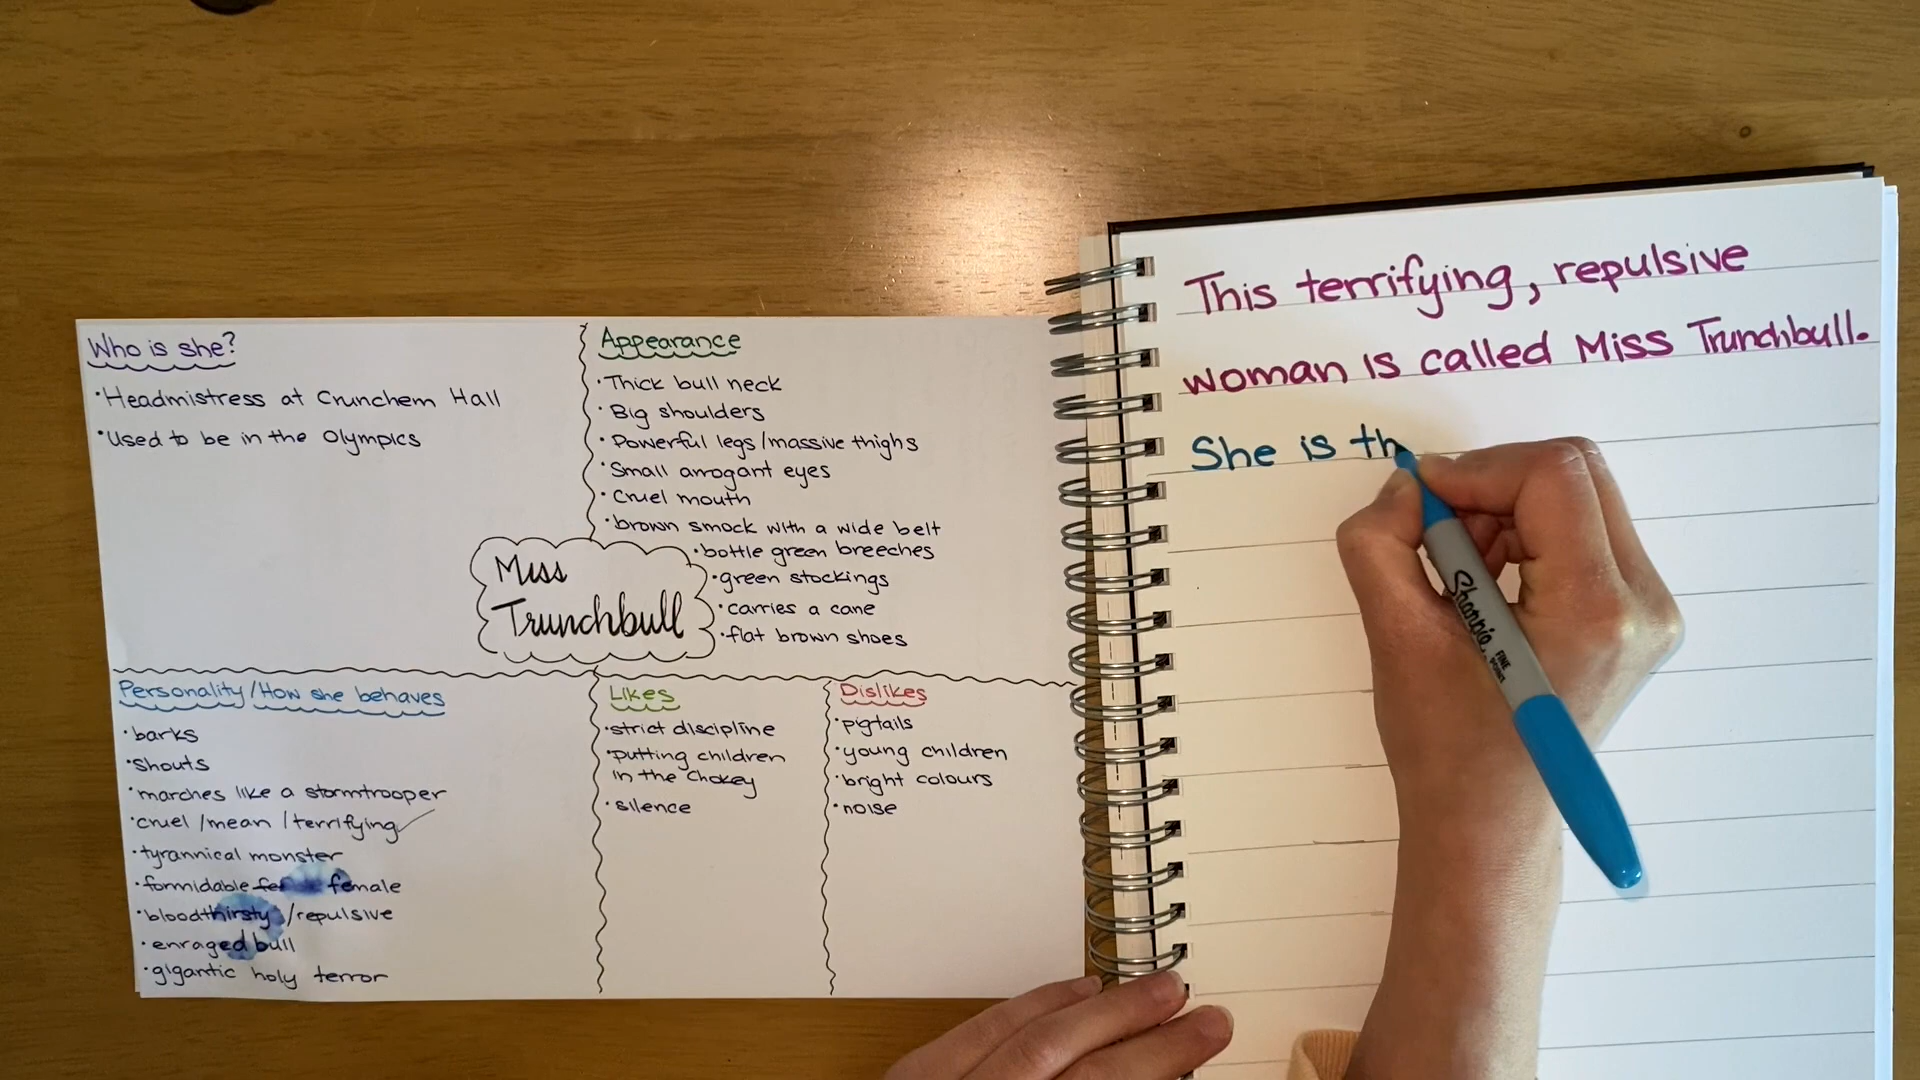 Who is she?
·Headmistress at Crunchem Hall
·Used to be in the Olympics
Appearance
·Thick bull neck
·Big shoulders
·Powerful legs/massive thighs
·Small arrogant eyes
·Cruel mouth
·brown smock with a wide belt
·bottle green breeches
·green stockings
·carries a cane
·flat brown shoes
Miss
Trunchbull
Personality/How she behaves
·barks
·shouts
·marches like a stormtrooper
·cruel/mean/terrifying✓
·tyrannical monster
·formidable female
·bloodthirsty/repulsive
·enraged bull
·gigantic holy terror
Likes
·strict discipline
·putting children
in the Chokey
·silence
Dislikes
·pigtails
·young children
·bright colours
·noise
This terrifying, repulsive
woman is called Miss Trunchbull.
She is th
Sharpie
FINE
POINT